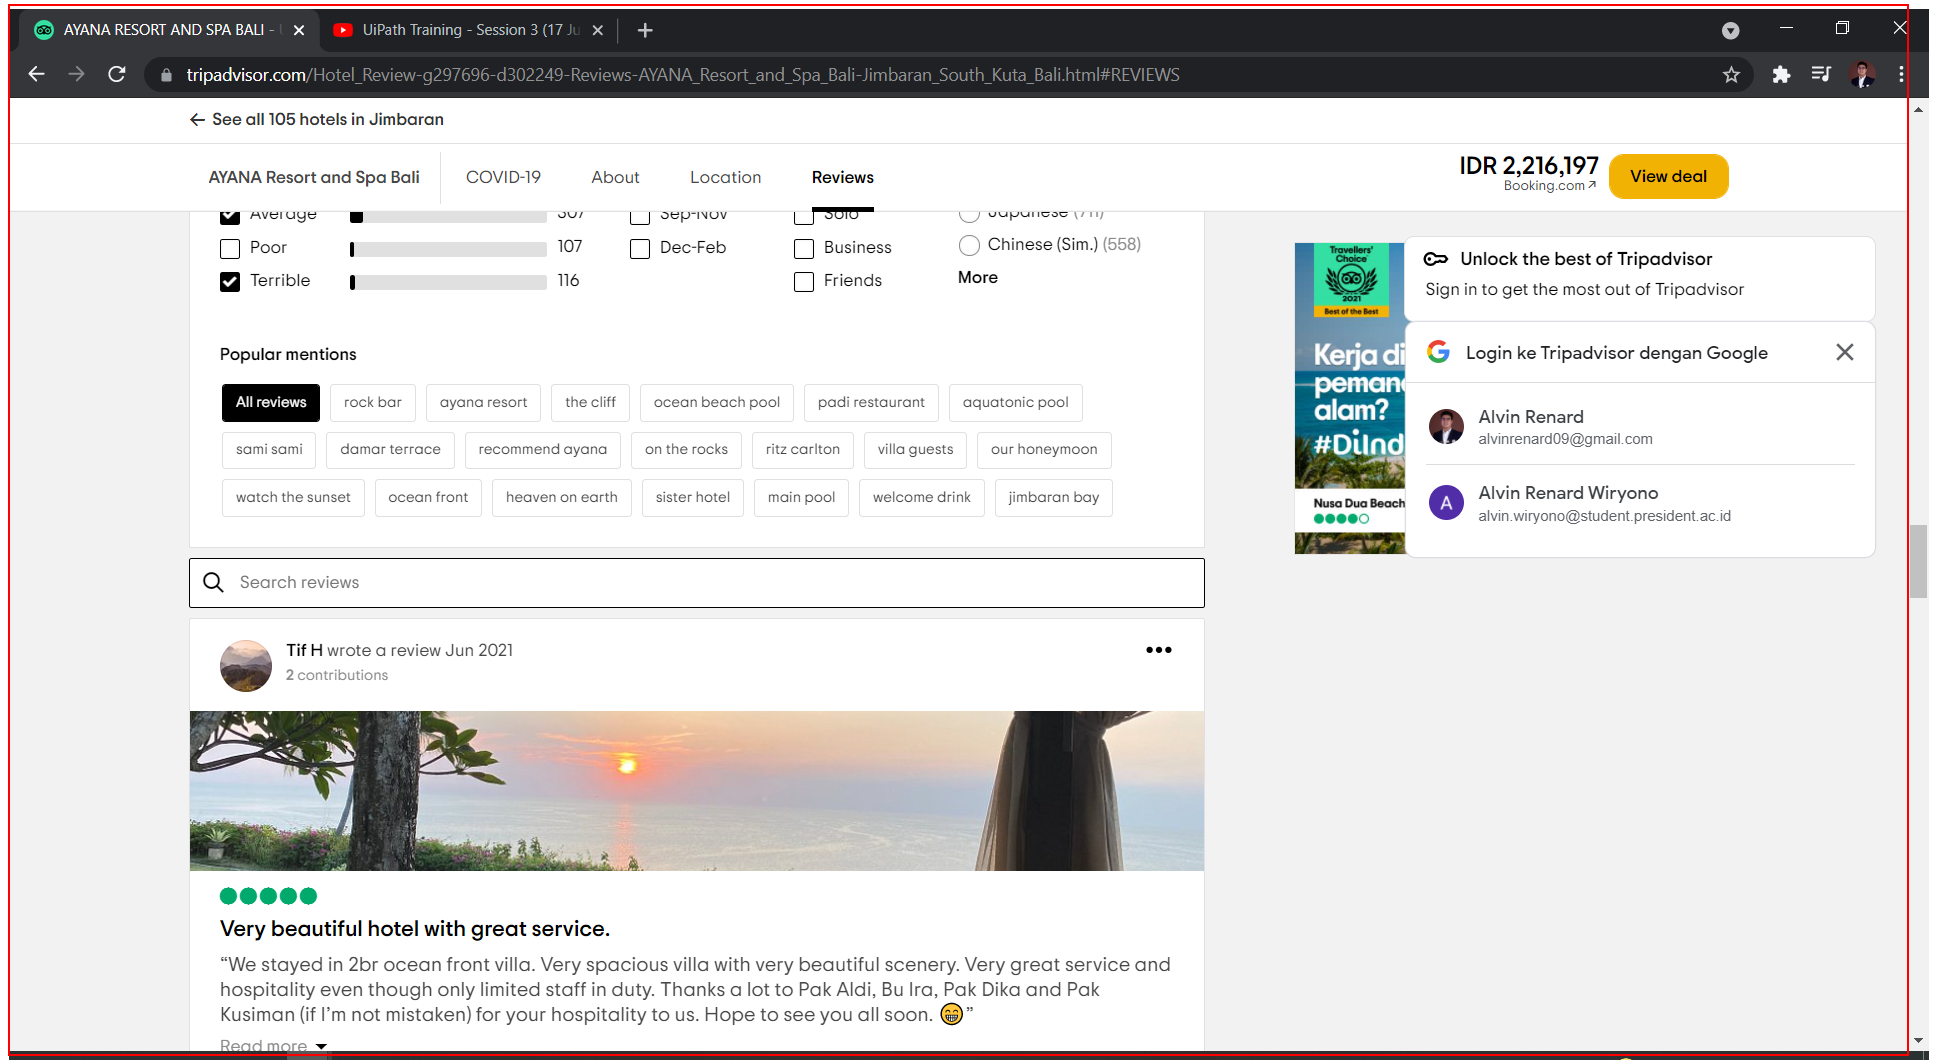 AYANA RESORT AND SPA BALI -
UiPath Training - Session 3 (17 Ju
tripadvisor.com/Hotel_Review-g297696-d302249-Reviews-AYANA_Resort_and_Spa_Bali-Jimbaran_South_Kuta_Bali.html#REVIEWS
See all 105 hotels in Jimbaran
AYANA Resort and Spa Bali COVID-19 About Location Reviews
IDR 2,216,197
Booking.com
View deal
Average 307 Sep-Nov Solo Japanese (711)
Poor 107 Dec-Feb Business Chinese (Sim.) (558)
Terrible 116 Friends More
Popular mentions
All reviews rock bar ayana resort the cliff ocean beach pool padi restaurant aquatonic pool
sami sami damar terrace recommend ayana on the rocks ritz carlton villa guests our honeymoon
watch the sunset ocean front heaven on earth sister hotel main pool welcome drink jimbaran bay
Search reviews
Tif H wrote a review Jun 2021
2 contributions
Very beautiful hotel with great service.
“We stayed in 2br ocean front villa. Very spacious villa with very beautiful scenery. Very great service and
hospitality even though only limited staff in duty. Thanks a lot to Pak Aldi, Bu Ira, Pak Dika and Pak
Kusiman (if I’m not mistaken) for your hospitality to us. Hope to see you all soon. 😁”
Read more
Travellers'
Choice
2021
Best of the Best
Kerja di
peman
alam?
#DiInd
Nusa Dua Beach
Unlock the best of Tripadvisor
Sign in to get the most out of Tripadvisor
Login ke Tripadvisor dengan Google
Alvin Renard
alvinrenard09@gmail.com
A
Alvin Renard Wiryono
alvin.wiryono@student.president.ac.id